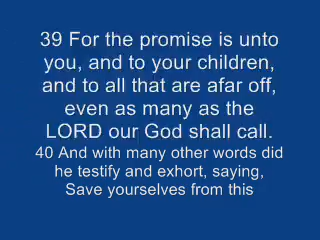 39 For the promise is unto
you, and to your children,
and to all that are afar off,
even as many as the
LORD our God shall call.
40 And with many other words did
he testify and exhort, saying,
Save yourselves from this